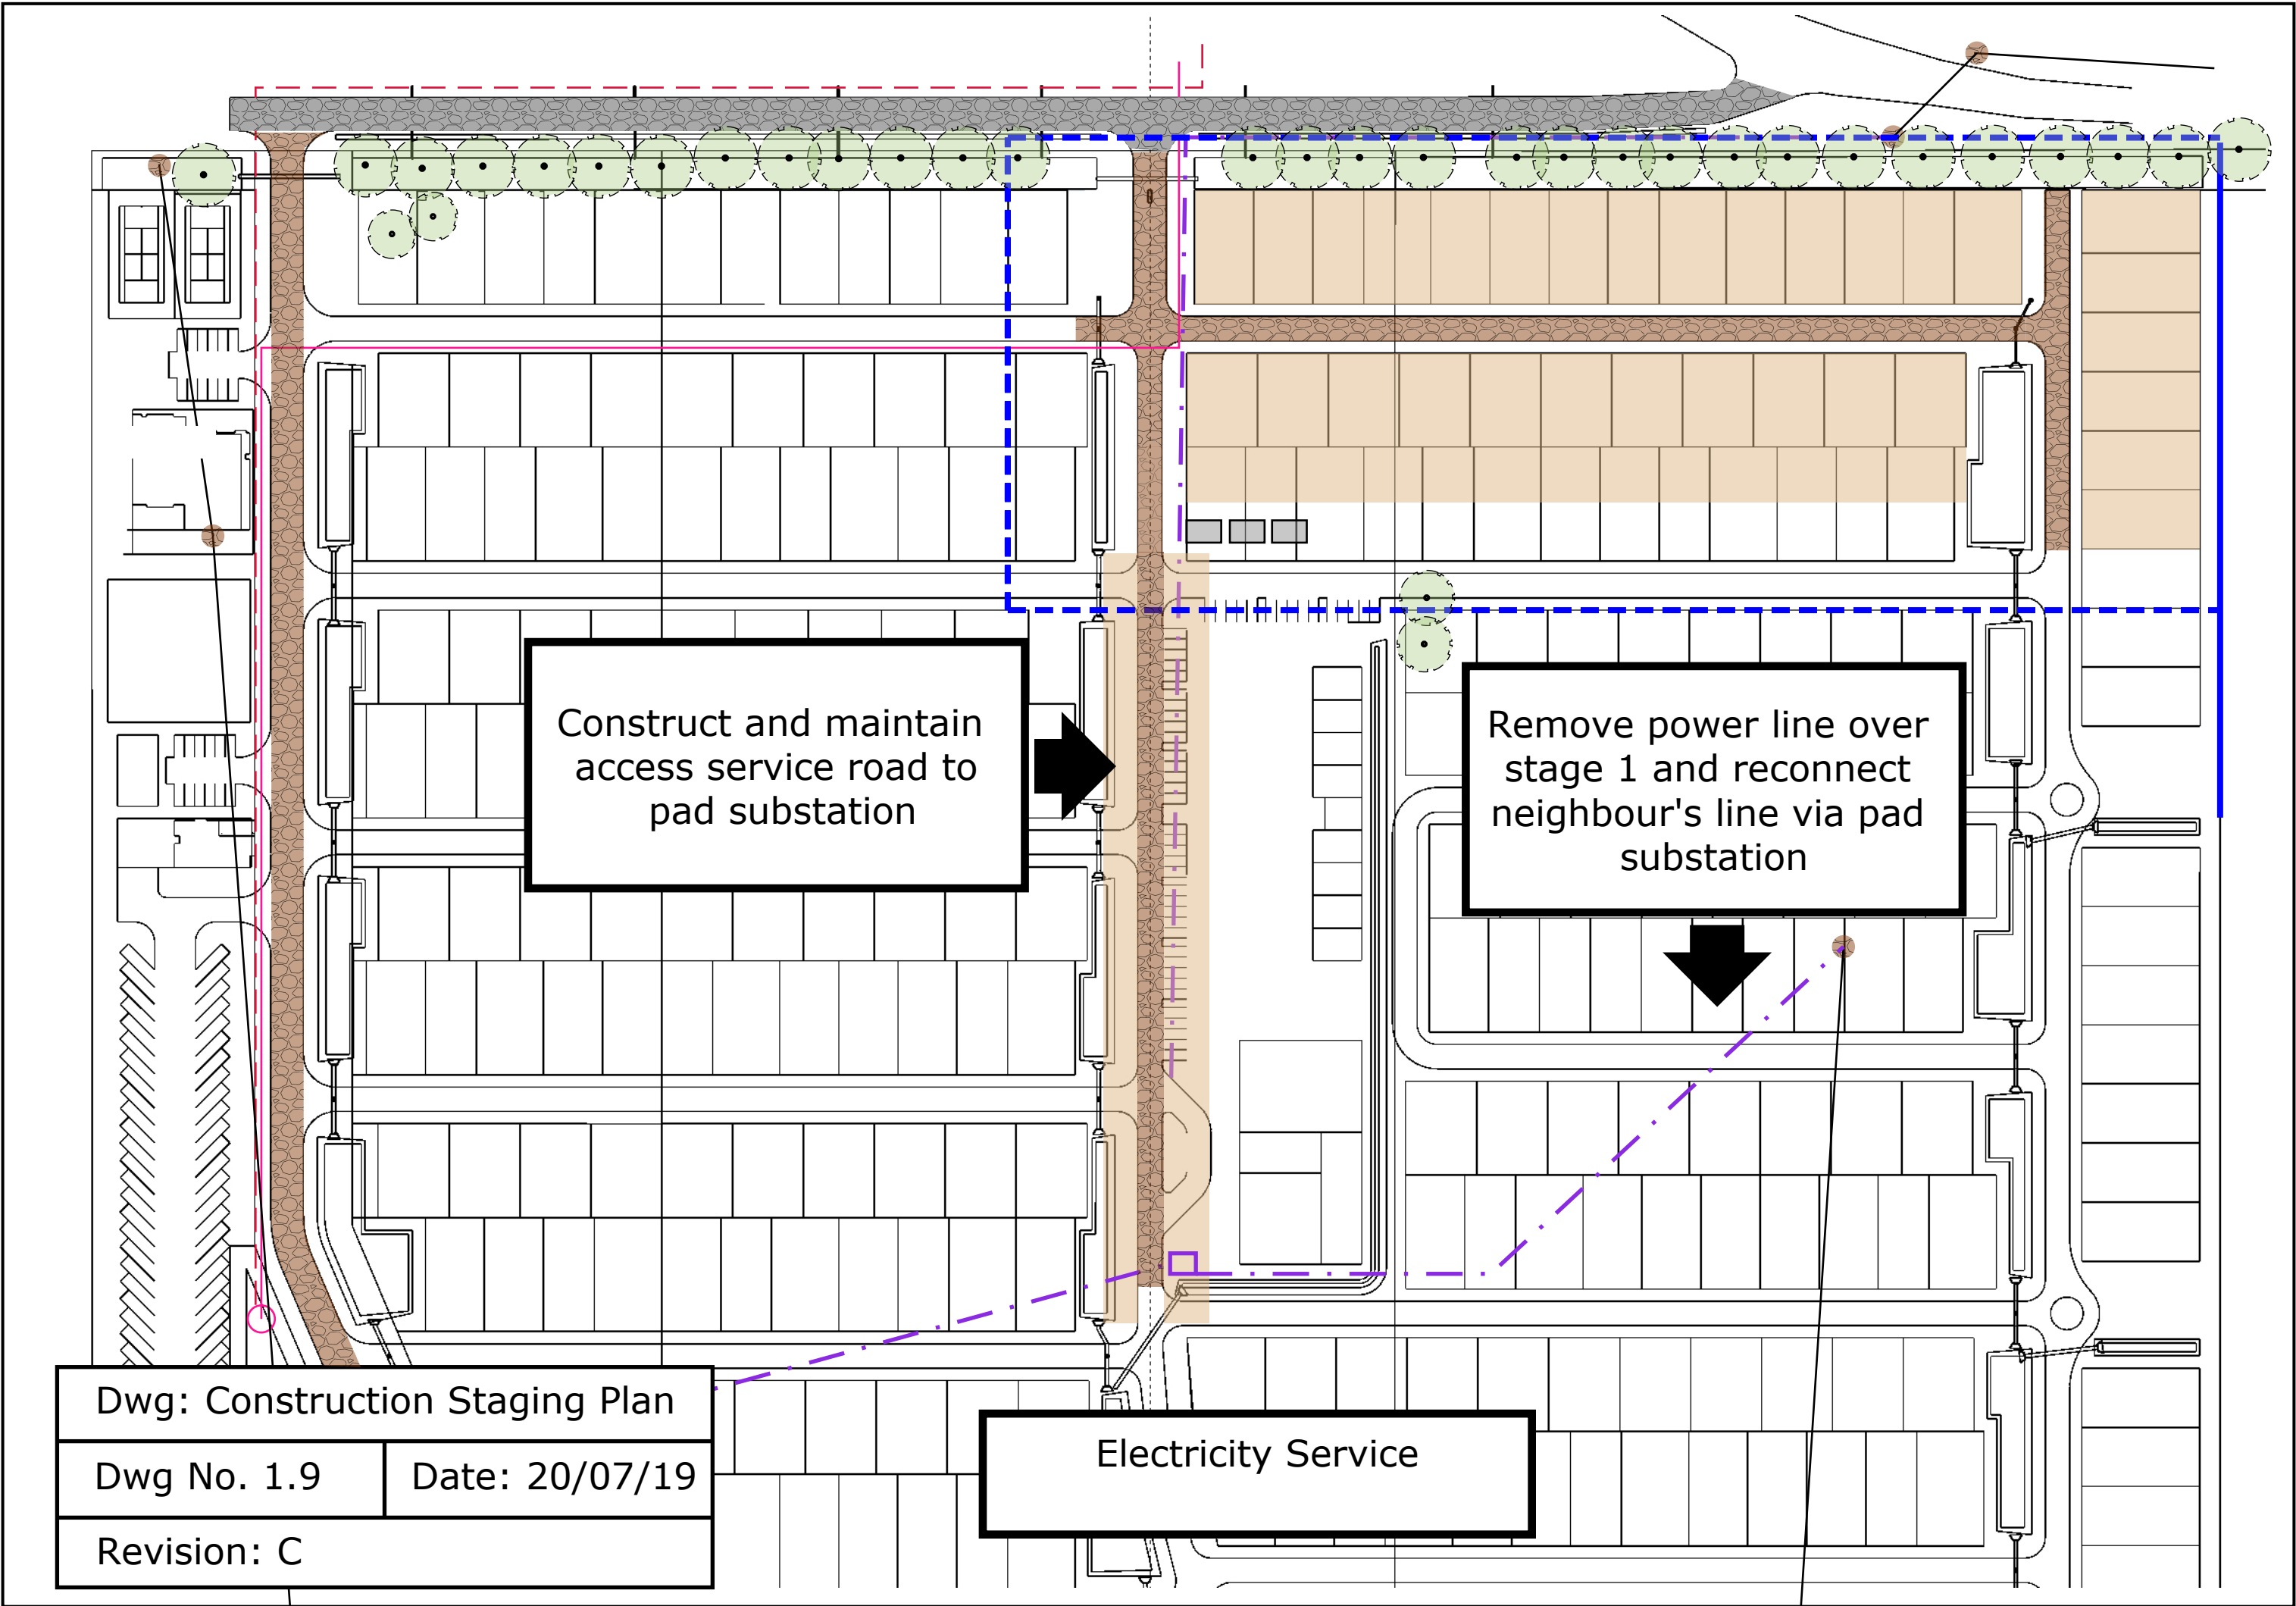 Construct and maintain
access service road to
pad substation
Remove power line over
stage 1 and reconnect
neighbour's line via pad
substation
Dwg: Construction Staging Plan
Dwg No. 1.9
Date: 20/07/19
Revision: C
Electricity Service